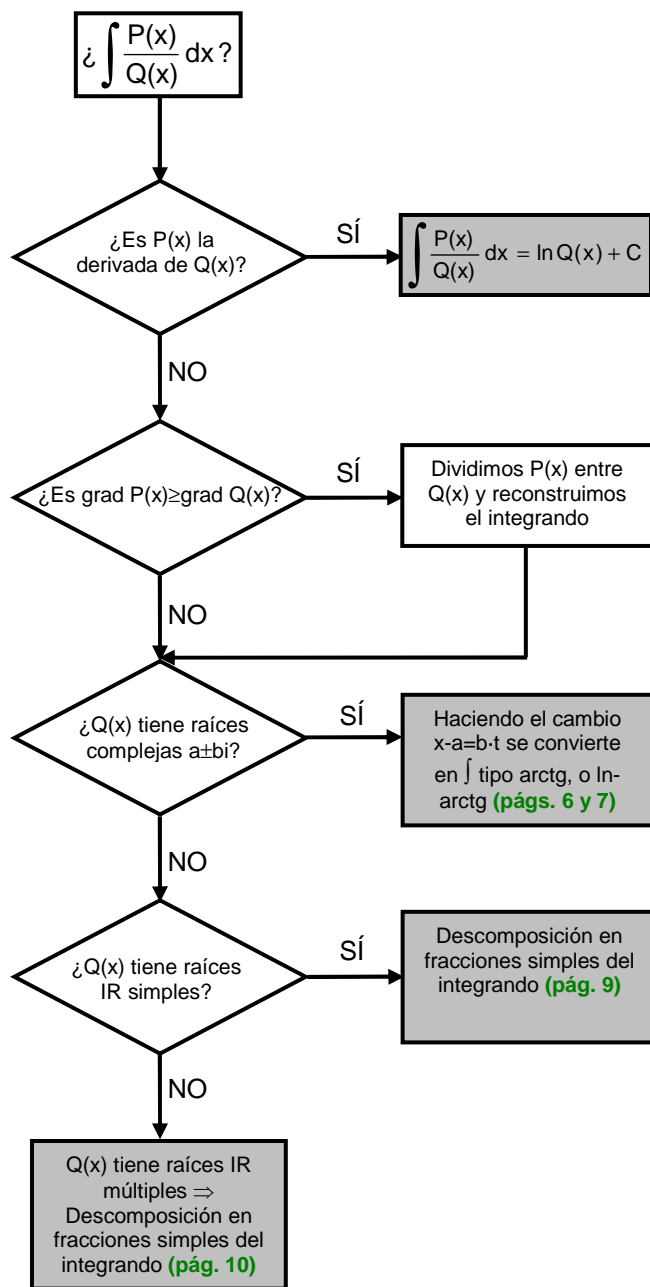 ¿ ∫ P(x)/Q(x) dx ?
¿Es P(x) la
derivada de Q(x)?
SÍ
∫ P(x)/Q(x) dx = ln Q(x) + C
NO
¿Es grad P(x)≥grad Q(x)?
SÍ
Dividimos P(x) entre
Q(x) y reconstruimos
el integrando
NO
¿Q(x) tiene raíces
complejas a±bi?
SÍ
Haciendo el cambio
x-a=b·t se convierte
en ∫ tipo arctg, o ln-
arctg (págs. 6 y 7)
NO
¿Q(x) tiene raíces
IR simples?
SÍ
Descomposición en
fracciones simples del
integrando (pág. 9)
NO
Q(x) tiene raíces IR
múltiples ⇒
Descomposición en
fracciones simples del
integrando (pág. 10)